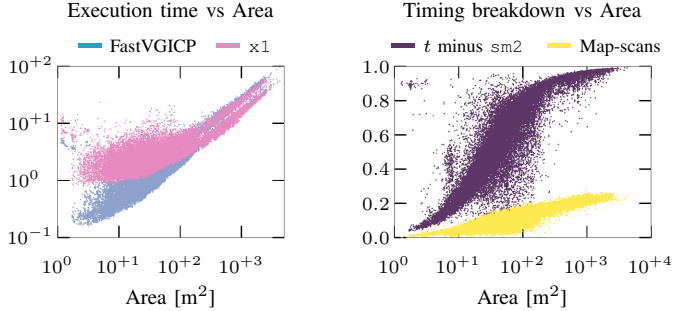 Execution time vs Area
FastVGICP x1
10+2
10+1
10^0
10−1
10^0 10+1 10+2 10+3
Area [m²]
Timing breakdown vs Area
t minus sm2 Map-scans
1.0
0.8
0.6
0.4
0.2
0.0
10^0 10+1 10+2 10+3 10+4
Area [m²]